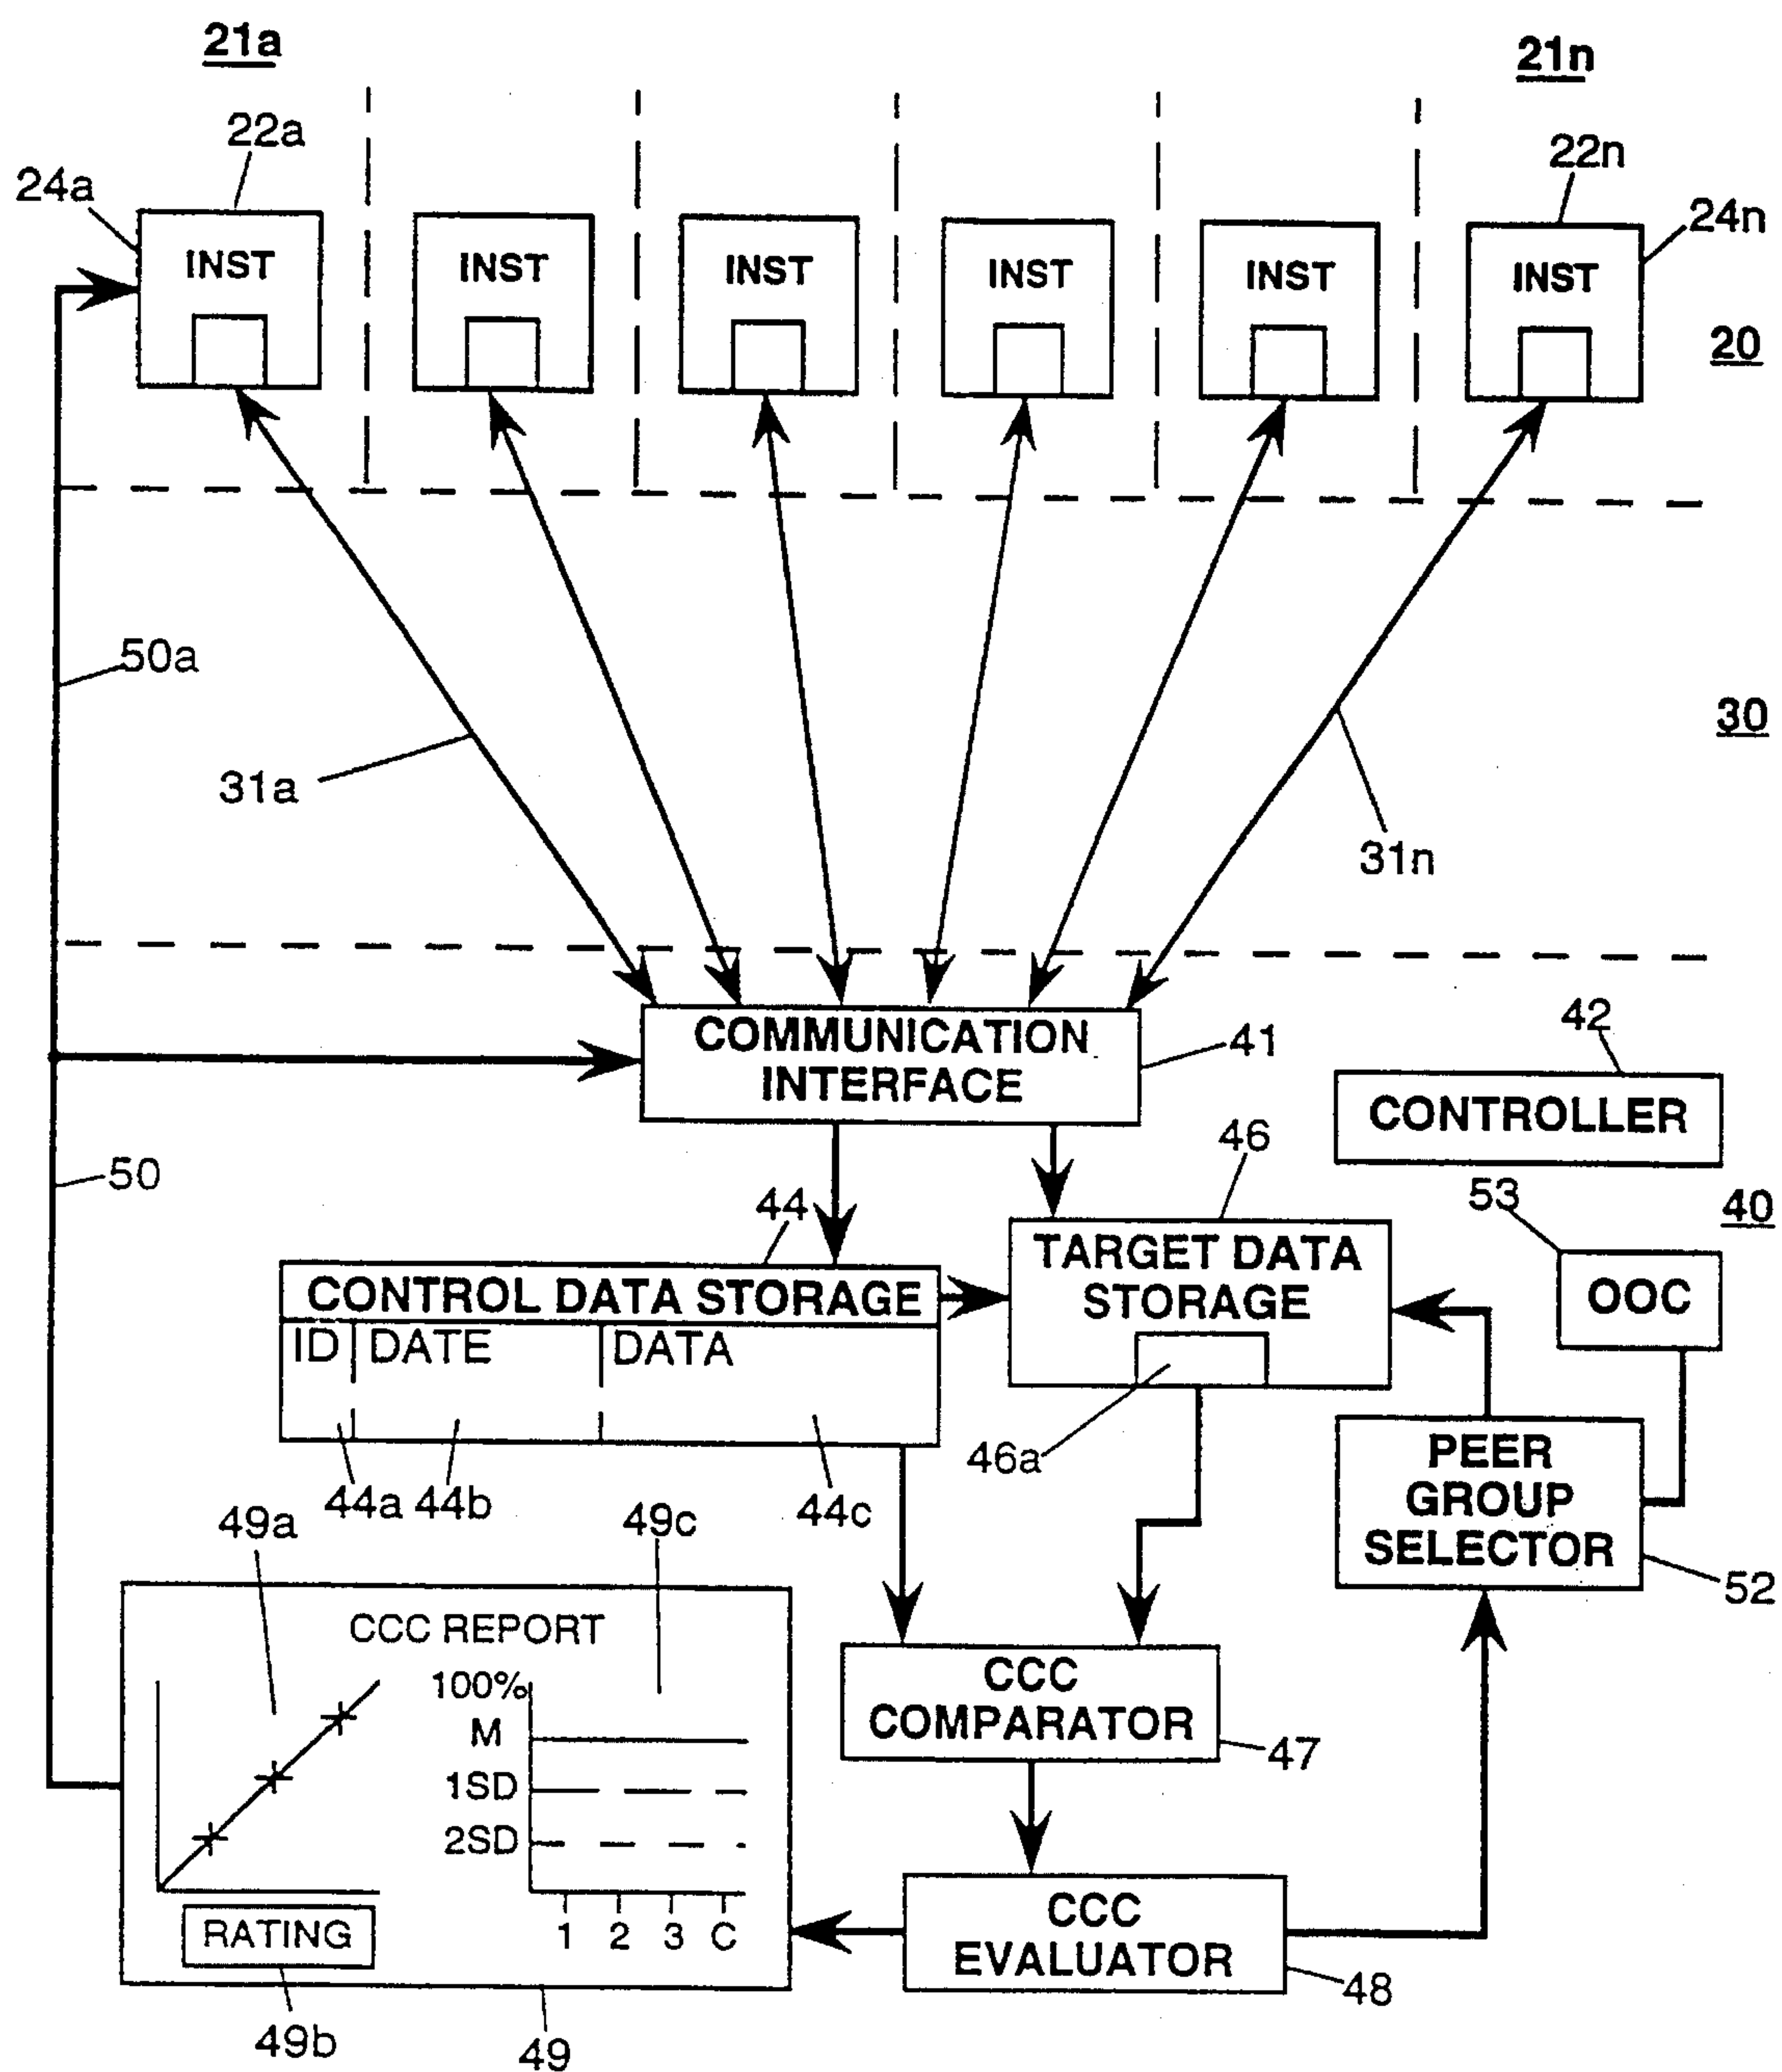 21a
21n
22a
22n
24a
24n
INST
INST
INST
INST
INST
INST
20
50a
30
31a
31n
COMMUNICATION
INTERFACE
41
42
CONTROLLER
50
44
46
53
40
CONTROL DATA STORAGE
ID
DATE
DATA
TARGET DATA
STORAGE
OOC
46a
44a
44b
44c
PEER
GROUP
SELECTOR
52
49a
49c
CCC REPORT
100%
M
1SD
2SD
1 2 3 C
RATING
CCC
COMPARATOR
47
CCC
EVALUATOR
48
49b
49